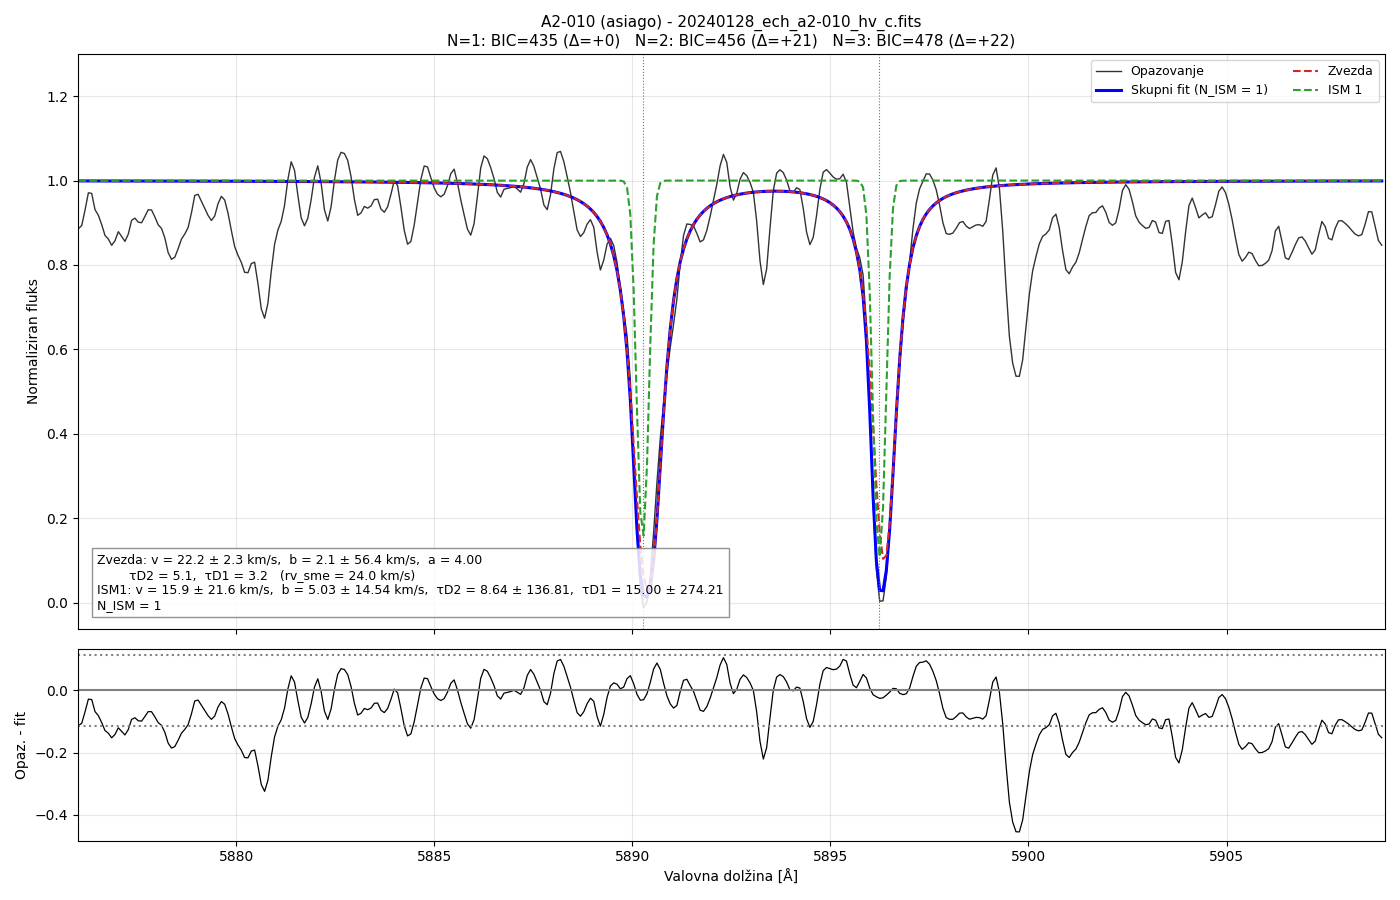 A2-010 (asiago) - 20240128_ech_a2-010_hv_c.fits
N=1: BIC=435 (Δ=+0)   N=2: BIC=456 (Δ=+21)   N=3: BIC=478 (Δ=+22)
Opazovanje
Skupni fit (N_ISM = 1)
Zvezda
ISM 1
Normaliziran fluks
1.2
1.0
0.8
0.6
0.4
0.2
0.0
Zvezda: v = 22.2 ± 2.3 km/s,  b = 2.1 ± 56.4 km/s,  a = 4.00
τD2 = 5.1,  τD1 = 3.2   (rv_sme = 24.0 km/s)
ISM1: v = 15.9 ± 21.6 km/s,  b = 5.03 ± 14.54 km/s,  τD2 = 8.64 ± 136.81,  τD1 = 15.00 ± 274.21
N_ISM = 1
Opaz. - fit
0.0
−0.2
−0.4
5880
5885
5890
5895
5900
5905
Valovna dolžina [Å]